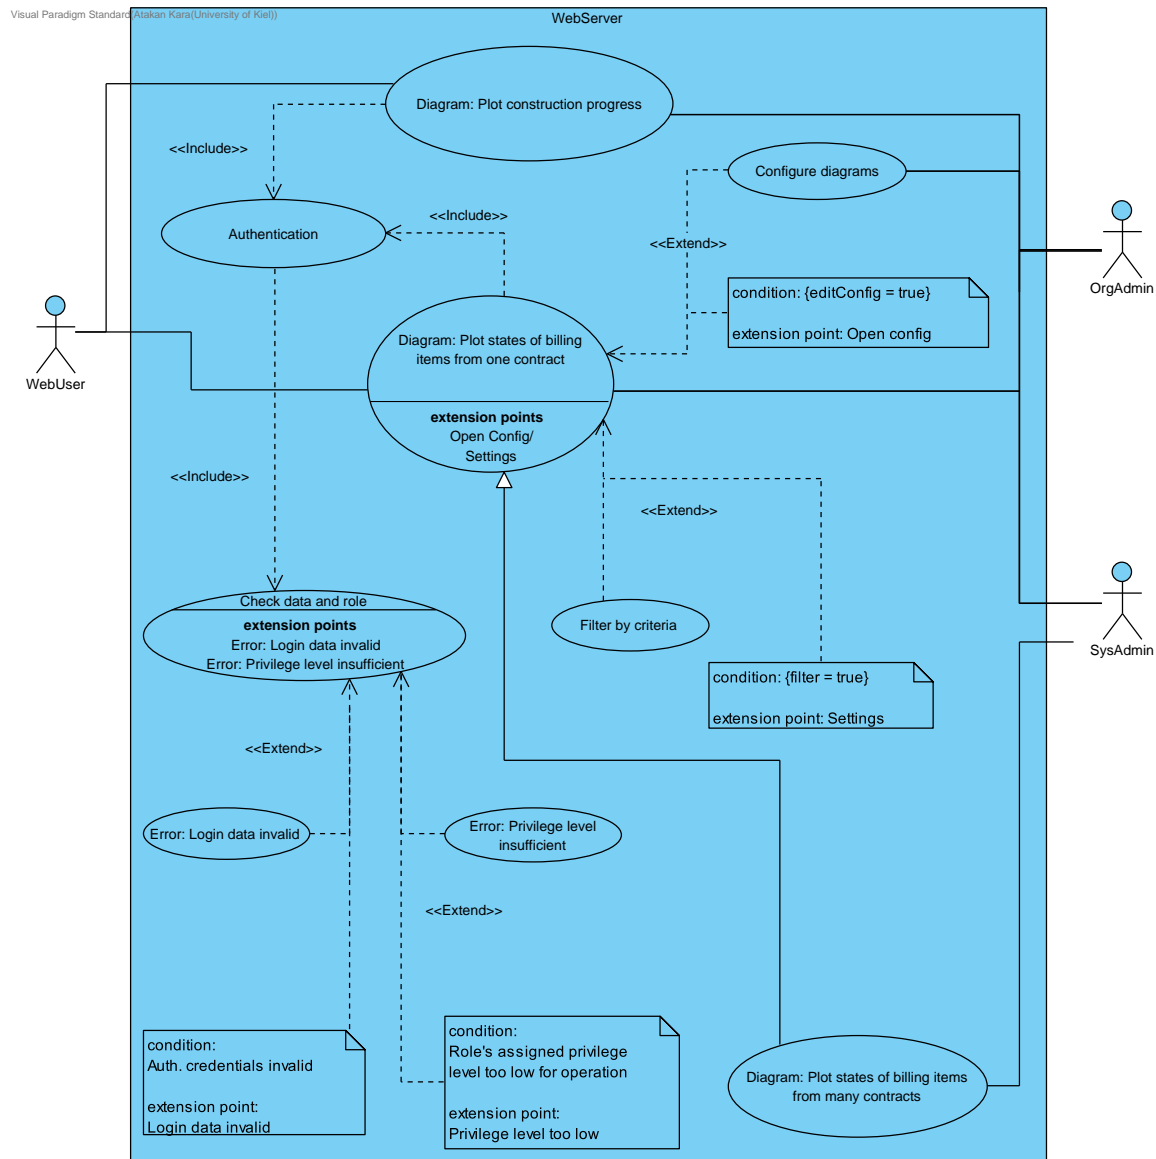 Visual Paradigm Standard(Atakan Kara(University of Kiel))
WebServer
Diagram: Plot construction progress
<<Include>>
Configure diagrams
Authentication
<<Include>>
<<Extend>>
OrgAdmin
condition: {editConfig = true}
extension point: Open config
WebUser
Diagram: Plot states of billing
items from one contract
extension points
Open Config/
Settings
<<Include>>
<<Extend>>
Check data and role
extension points
Error: Login data invalid
Error: Privilege level insufficient
Filter by criteria
SysAdmin
condition: {filter = true}
extension point: Settings
<<Extend>>
Error: Login data invalid
Error: Privilege level
insufficient
<<Extend>>
condition:
Auth. credentials invalid
extension point:
Login data invalid
condition:
Role's assigned privilege
level too low for operation
extension point:
Privilege level too low
Diagram: Plot states of billing items
from many contracts